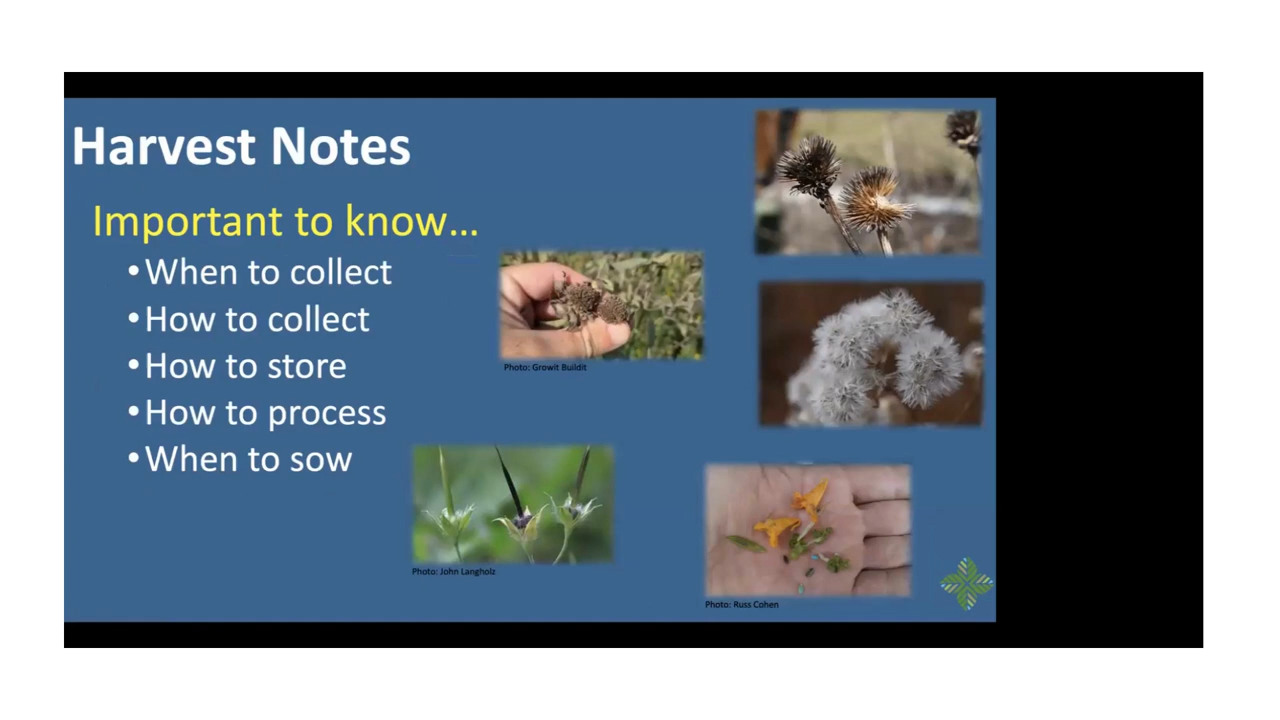 Harvest Notes
Important to know...
•When to collect
•How to collect
•How to store
•How to process
•When to sow
Photo: Growit Buildit
Photo: John Langholz
Photo: Russ Cohen